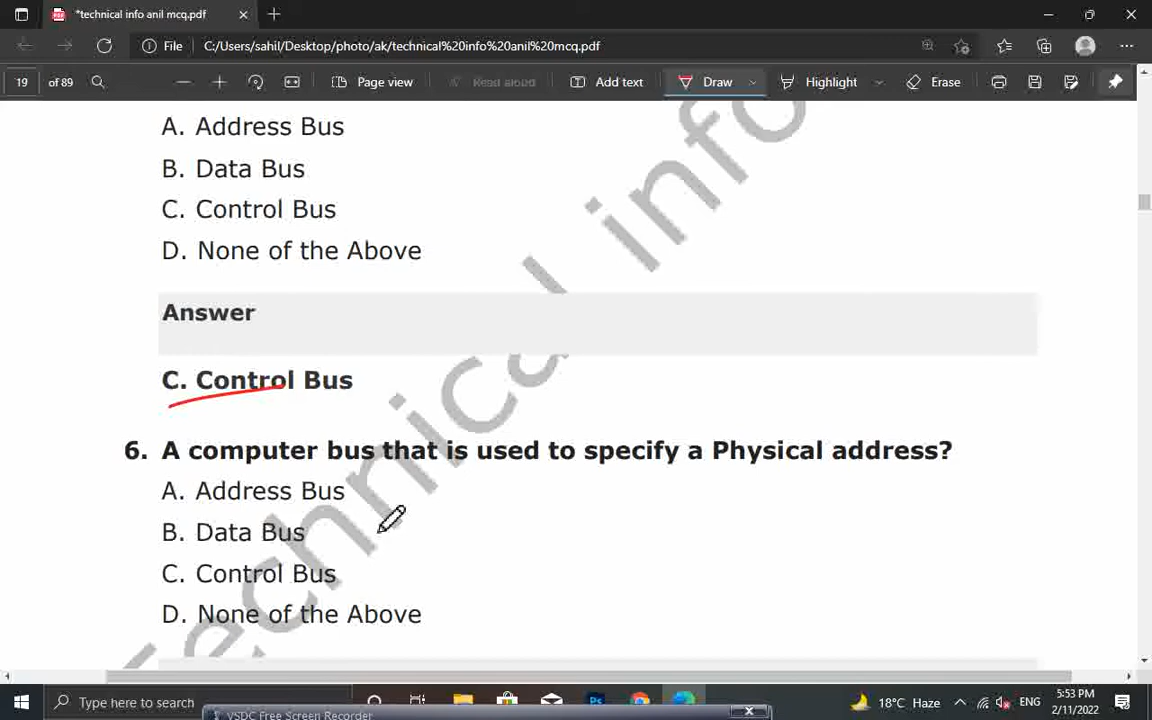 *technical info anil mcq.pdf
File C:/Users/sahil/Desktop/photo/ak/technical%20info%20anil%20mcq.pdf
19 of 89 Page view Read aloud Add text Draw Highlight Erase
A. Address Bus
B. Data Bus
C. Control Bus
D. None of the Above
Answer
C. Control Bus
6. A computer bus that is used to specify a Physical address?
A. Address Bus
B. Data Bus
C. Control Bus
D. None of the Above
Technical info
Type here to search
Ps
18°C Haze ENG
5:53 PM
2/11/2022
VSDC Free Screen Recorder